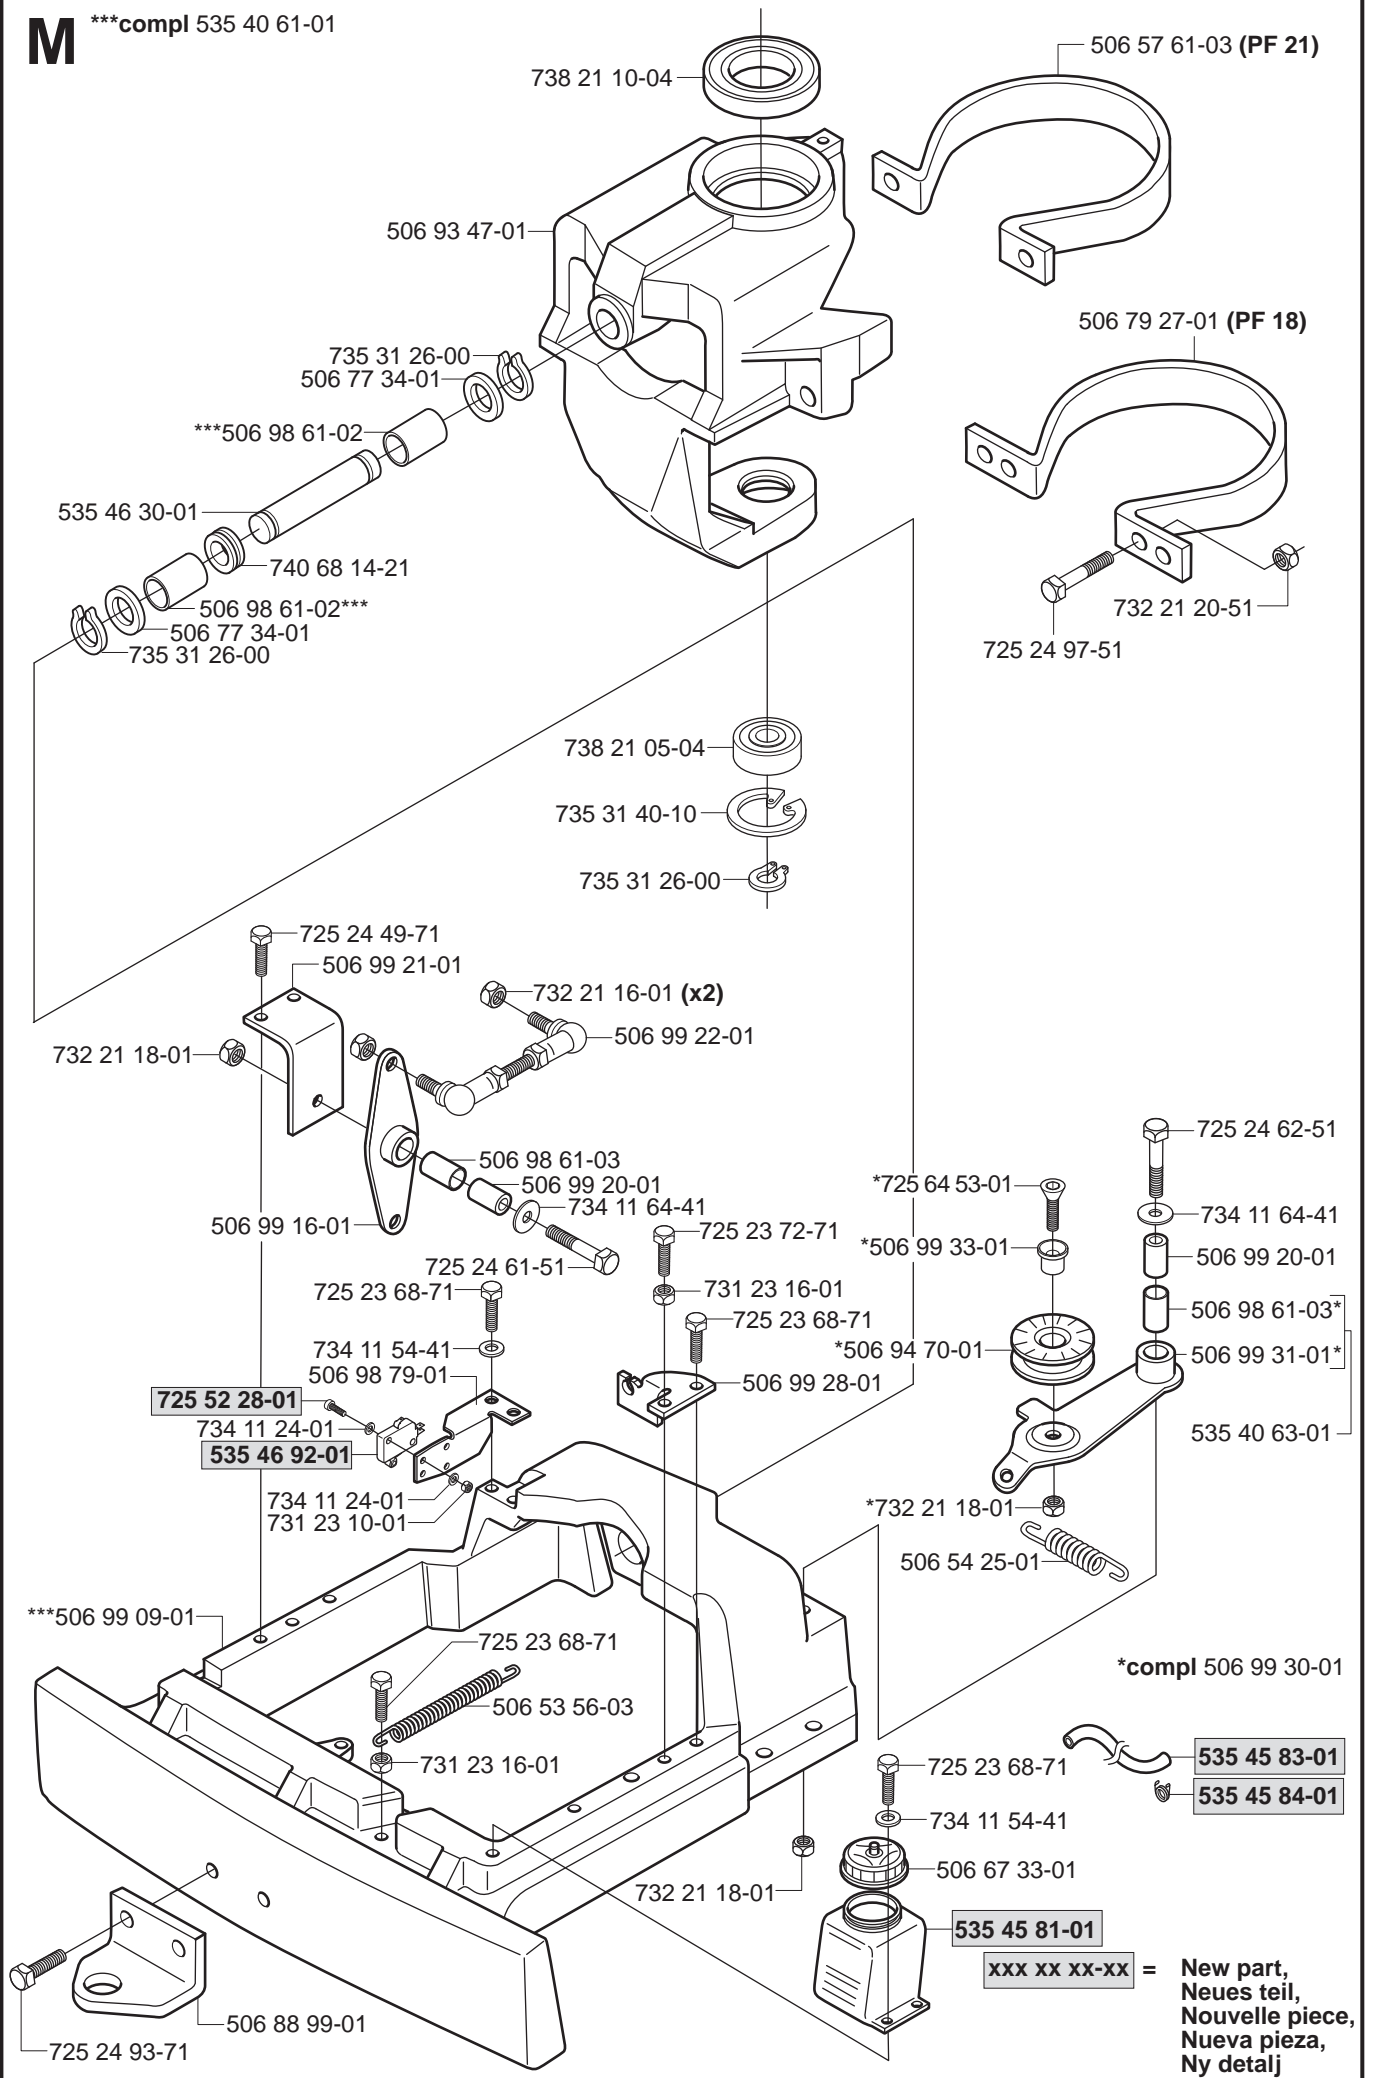 M ***compl 535 40 61-01
506 57 61-03 (PF 21)
738 21 10-04
506 93 47-01
506 79 27-01 (PF 18)
735 31 26-00
506 77 34-01
***506 98 61-02
535 46 30-01
740 68 14-21
506 98 61-02***
506 77 34-01
735 31 26-00
732 21 20-51
725 24 97-51
738 21 05-04
735 31 40-10
735 31 26-00
725 24 49-71
506 99 21-01
732 21 16-01 (x2)
506 99 22-01
732 21 18-01
506 98 61-03
506 99 20-01
734 11 64-41
506 99 16-01
725 24 61-51
725 24 62-51
*725 64 53-01
734 11 64-41
725 23 72-71
*506 99 33-01
506 99 20-01
725 23 68-71
731 23 16-01
506 98 61-03*
725 23 68-71
734 11 54-41
*506 94 70-01
506 99 31-01*
506 98 79-01
506 99 28-01
725 52 28-01
734 11 24-01
535 40 63-01
535 46 92-01
734 11 24-01
731 23 10-01
*732 21 18-01
506 54 25-01
***506 99 09-01
725 23 68-71
*compl 506 99 30-01
506 53 56-03
731 23 16-01
725 23 68-71
535 45 83-01
535 45 84-01
734 11 54-41
506 67 33-01
732 21 18-01
535 45 81-01
xxx xx xx-xx = New part,
Neues teil,
Nouvelle piece,
Nueva pieza,
Ny detalj
506 88 99-01
725 24 93-71